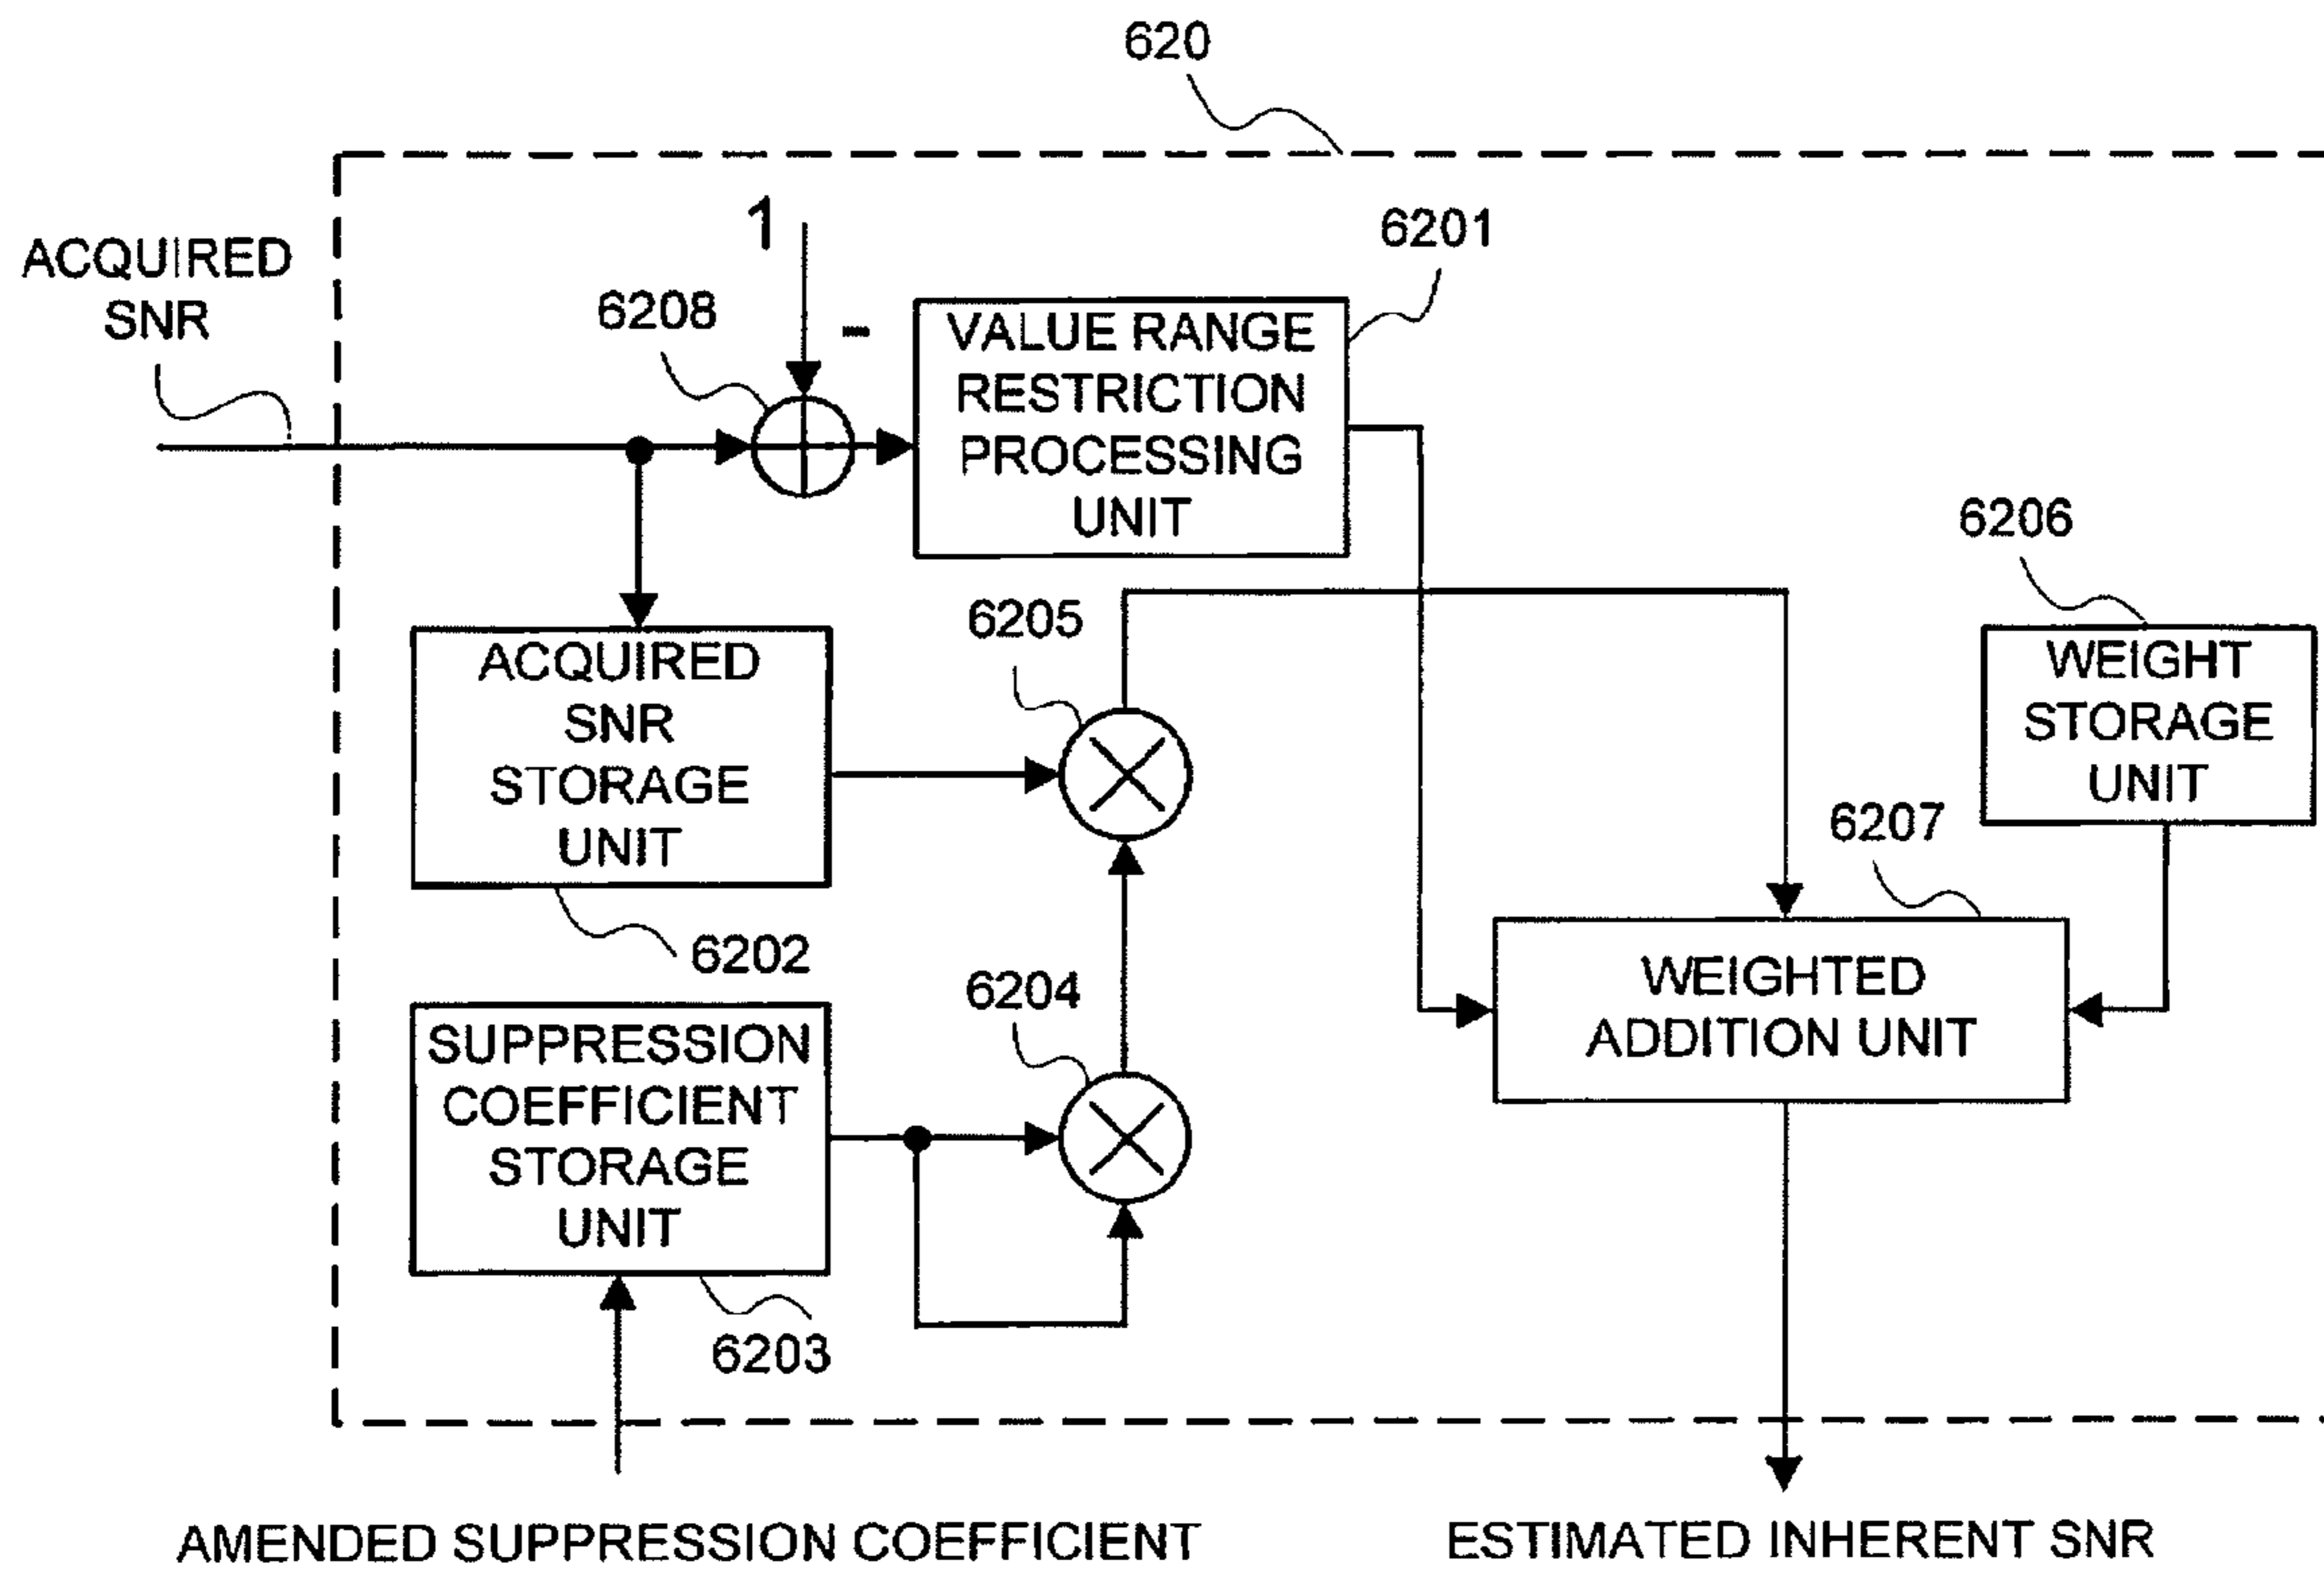 620
1
6201
ACQUIRED
SNR
6208
-
VALUE RANGE
RESTRICTION
PROCESSING
UNIT
6206
6205
WEIGHT
STORAGE
UNIT
ACQUIRED
SNR
STORAGE
UNIT
6207
6202
6204
WEIGHTED
ADDITION UNIT
SUPPRESSION
COEFFICIENT
STORAGE
UNIT
6203
AMENDED SUPPRESSION COEFFICIENT
ESTIMATED INHERENT SNR